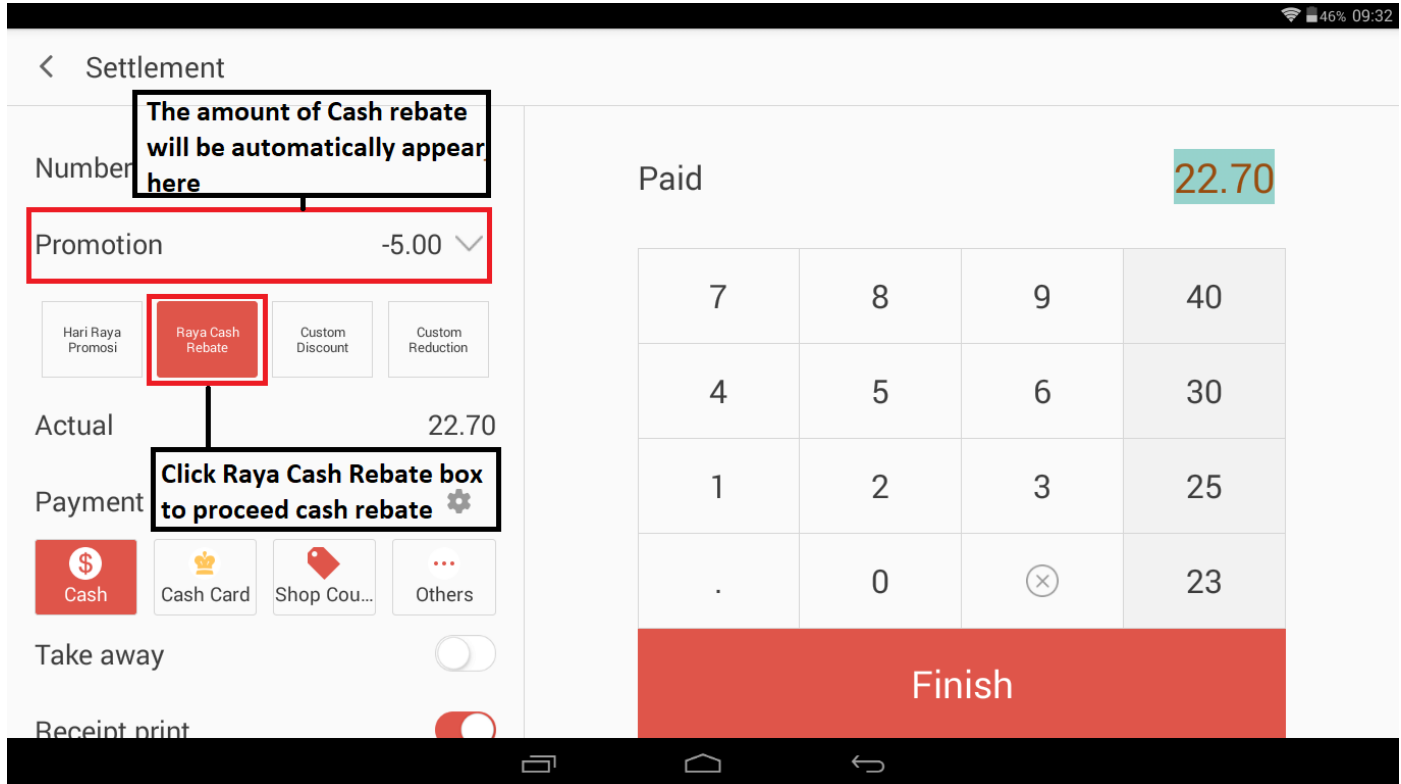 46% 09:32
Settlement
The amount of Cash rebate
will be automatically appear
here
Number
Promotion -5.00
Hari Raya
Promosi
Raya Cash
Rebate
Custom
Discount
Custom
Reduction
Actual 22.70
Click Raya Cash Rebate box
to proceed cash rebate
Payment
$
Cash
Cash Card
Shop Cou...
Others
Take away
Receipt print
Paid 22.70
7 8 9 40
4 5 6 30
1 2 3 25
. 0 23
Finish